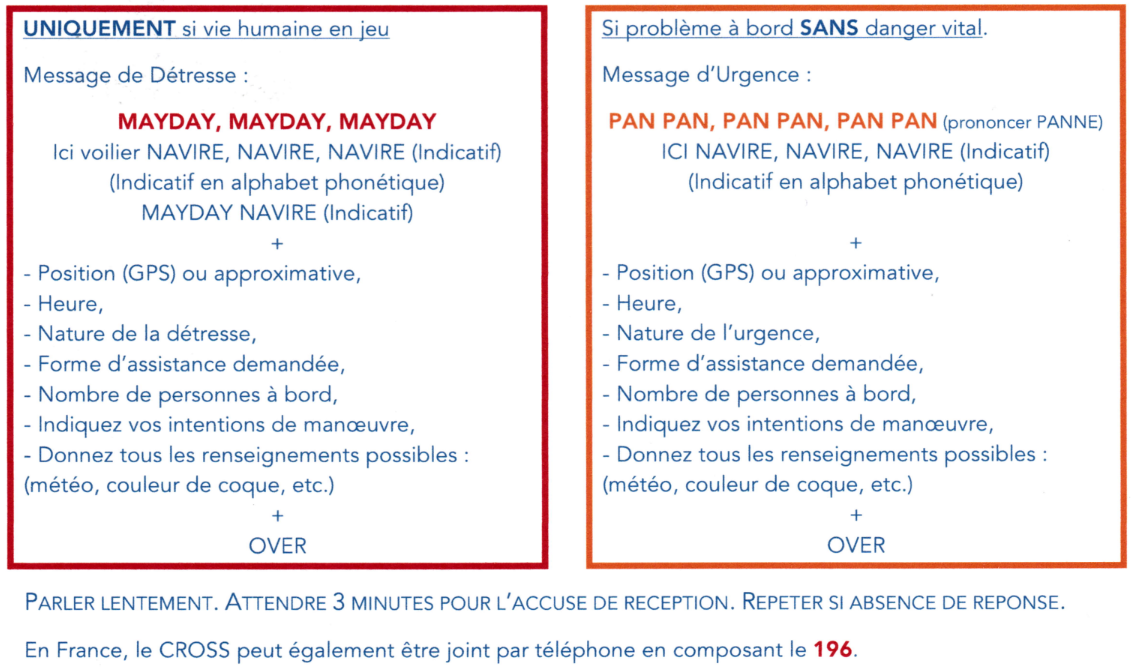 UNIQUEMENT si vie humaine en jeu
Message de Détresse :
MAYDAY, MAYDAY, MAYDAY
Ici voilier NAVIRE, NAVIRE, NAVIRE (Indicatif)
(Indicatif en alphabet phonétique)
MAYDAY NAVIRE (Indicatif)
+
- Position (GPS) ou approximative,
- Heure,
- Nature de la détresse,
- Forme d'assistance demandée,
- Nombre de personnes à bord,
- Indiquez vos intentions de manœuvre,
- Donnez tous les renseignements possibles :
(météo, couleur de coque, etc.)
+
OVER
Si problème à bord SANS danger vital.
Message d'Urgence :
PAN PAN, PAN PAN, PAN PAN (prononcer PANNE)
ICI NAVIRE, NAVIRE, NAVIRE (Indicatif)
(Indicatif en alphabet phonétique)
+
- Position (GPS) ou approximative,
- Heure,
- Nature de l'urgence,
- Forme d'assistance demandée,
- Nombre de personnes à bord,
- Indiquez vos intentions de manœuvre,
- Donnez tous les renseignements possibles :
(météo, couleur de coque, etc.)
+
OVER
PARLER LENTEMENT. ATTENDRE 3 MINUTES POUR L'ACCUSE DE RECEPTION. REPETER SI ABSENCE DE REPONSE.
En France, le CROSS peut également être joint par téléphone en composant le 196.